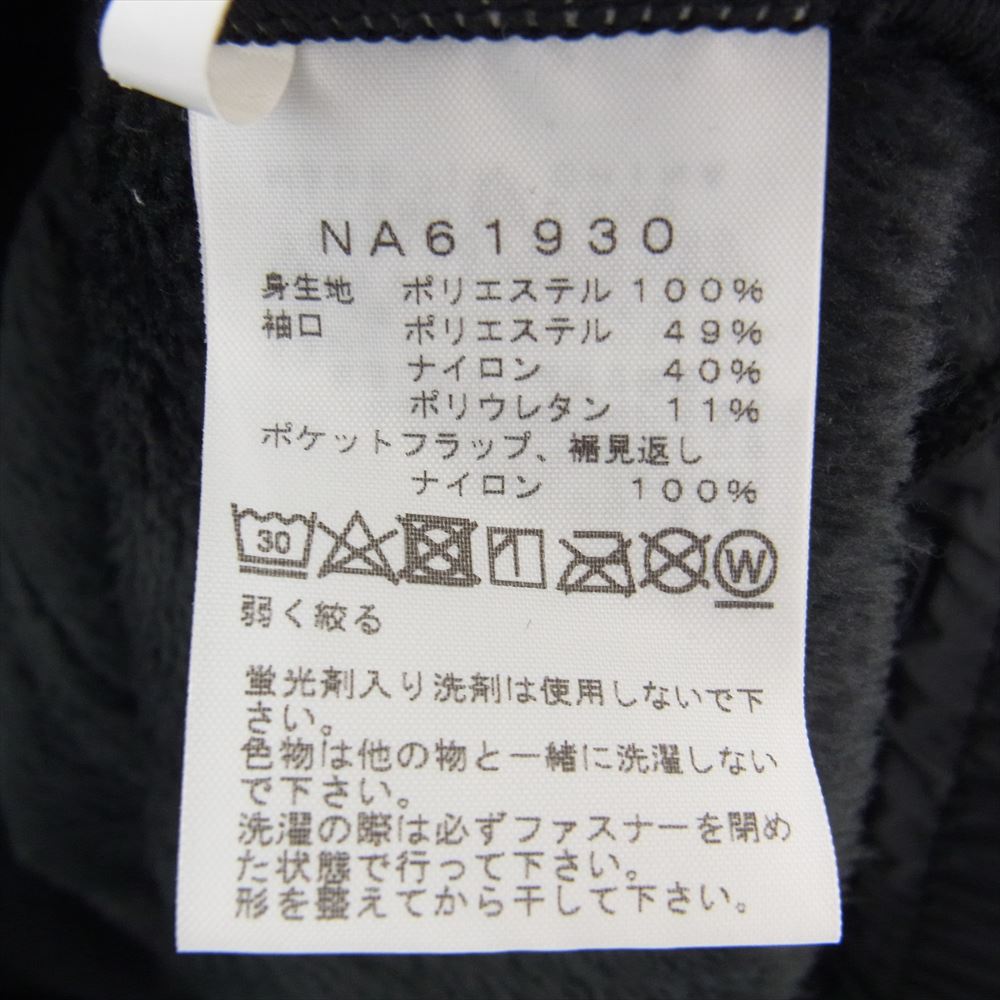 NA61930
身生地 ポリエステル 100%
袖口 ポリエステル 49%
ナイロン 40%
ポリウレタン 11%
ポケットフラップ、裾見返し
ナイロン 100%
30 W
弱く絞る
蛍光剤入り洗剤は使用しないで下
さい。
色物は他の物と一緒に洗濯しない
で下さい。
洗濯の際は必ずファスナーを閉め
た状態で行って下さい。
形を整えてから干して下さい。